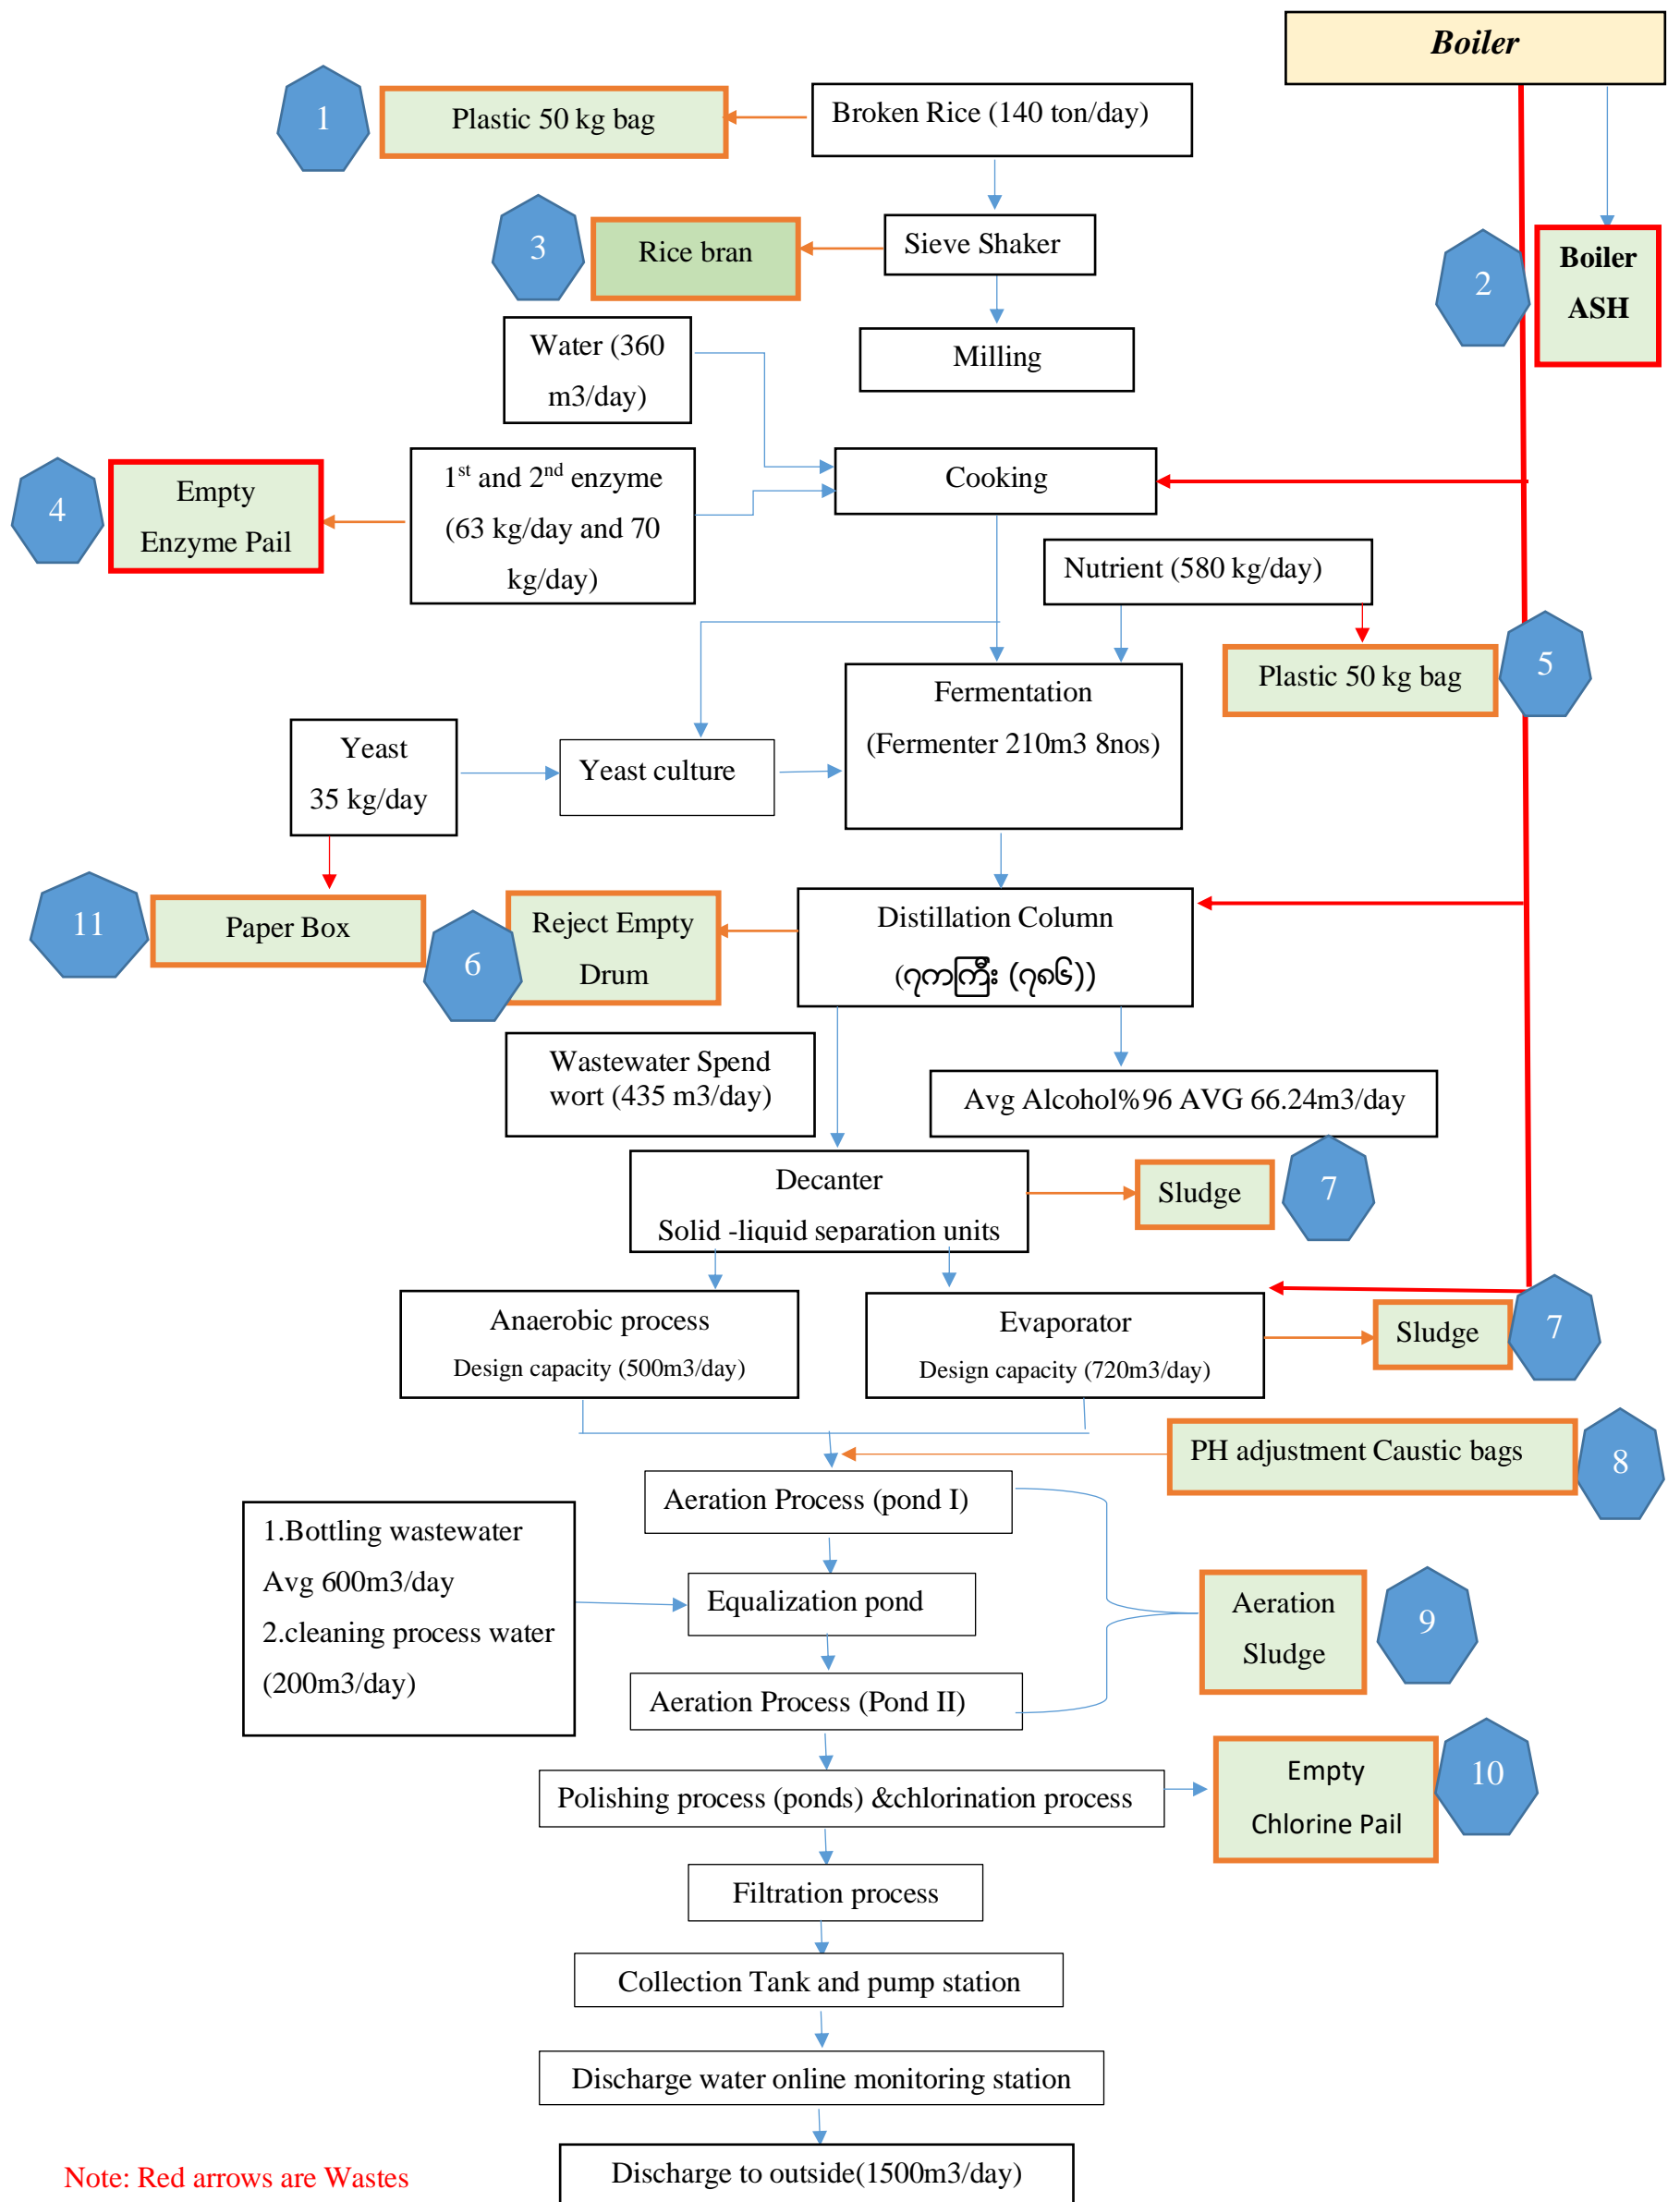 Boiler
1
Plastic 50 kg bag
Broken Rice (140 ton/day)
3
Rice bran
Sieve Shaker
2
Boiler
ASH
Water (360
m3/day)
Milling
4
Empty
Enzyme Pail
1st and 2nd enzyme
(63 kg/day and 70
kg/day)
Cooking
Nutrient (580 kg/day)
Plastic 50 kg bag
5
Fermentation
(Fermenter 210m3 8nos)
Yeast
35 kg/day
Yeast culture
11
Paper Box
6
Reject Empty
Drum
Distillation Column
(၇ကကြီး (၇၈၆))
Wastewater Spend
wort (435 m3/day)
Avg Alcohol%96 AVG 66.24m3/day
Decanter
Solid -liquid separation units
Sludge
7
Anaerobic process
Design capacity (500m3/day)
Evaporator
Design capacity (720m3/day)
Sludge
7
PH adjustment Caustic bags
8
Aeration Process (pond I)
1.Bottling wastewater
Avg 600m3/day
2.cleaning process water
(200m3/day)
Equalization pond
Aeration
Sludge
9
Aeration Process (Pond II)
Polishing process (ponds) &chlorination process
Empty
Chlorine Pail
10
Filtration process
Collection Tank and pump station
Discharge water online monitoring station
Discharge to outside(1500m3/day)
Note: Red arrows are Wastes